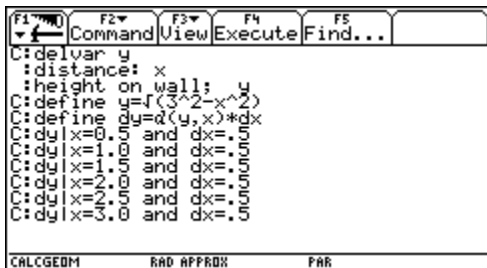 F1 F2 F3 F4 F5
Command View Execute Find...
C:delvar y
:distance: x
:height on wall; y
C:define y=√(3^2-x^2)
C:define dy=𝑑(y,x)*dx
C:dy|x=0.5 and dx=.5
C:dy|x=1.0 and dx=.5
C:dy|x=1.5 and dx=.5
C:dy|x=2.0 and dx=.5
C:dy|x=2.5 and dx=.5
C:dy|x=3.0 and dx=.5
CALCGEOM RAD APPROX PAR